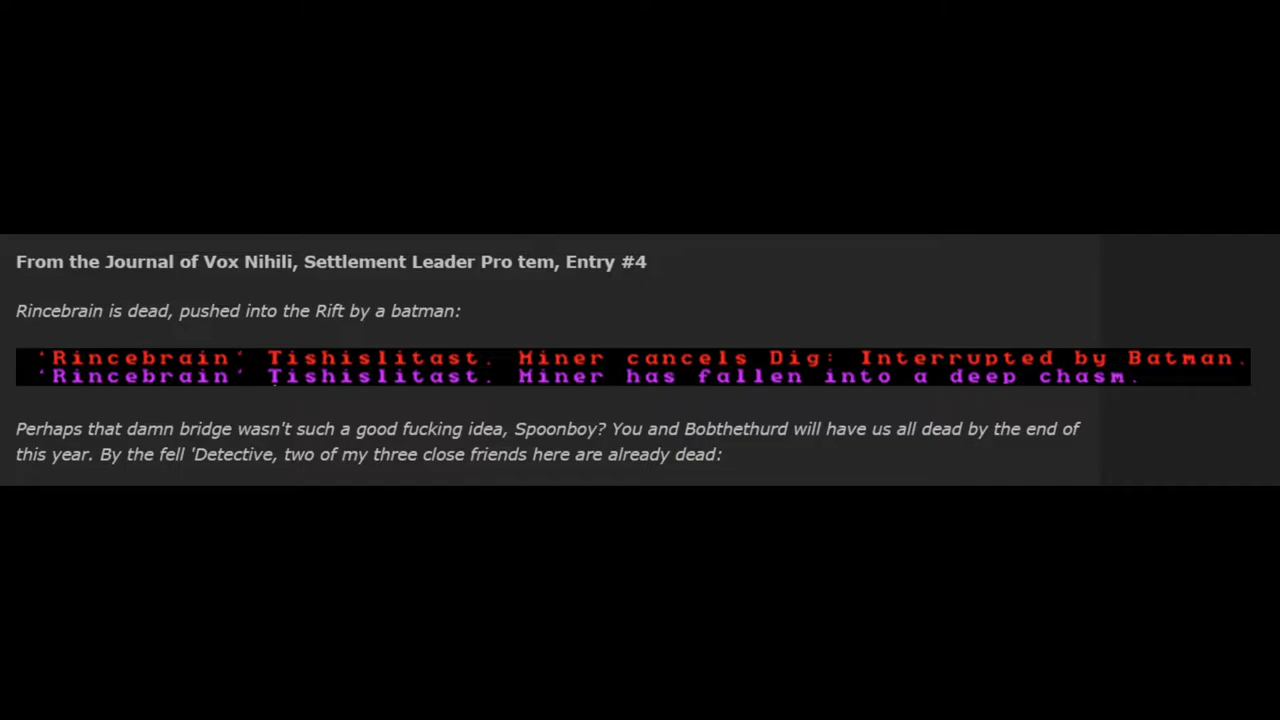 From the Journal of Vox Nihili, Settlement Leader Pro tem, Entry #4
Rincebrain is dead, pushed into the Rift by a batman:
'Rincebrain' Tishislitast. Miner cancels Dig: Interrupted by Batman.
'Rincebrain' Tishislitast. Miner has fallen into a deep chasm.
Perhaps that damn bridge wasn't such a good fucking idea, Spoonboy? You and Bobthethurd will have us all dead by the end of
this year. By the fell 'Detective, two of my three close friends here are already dead: